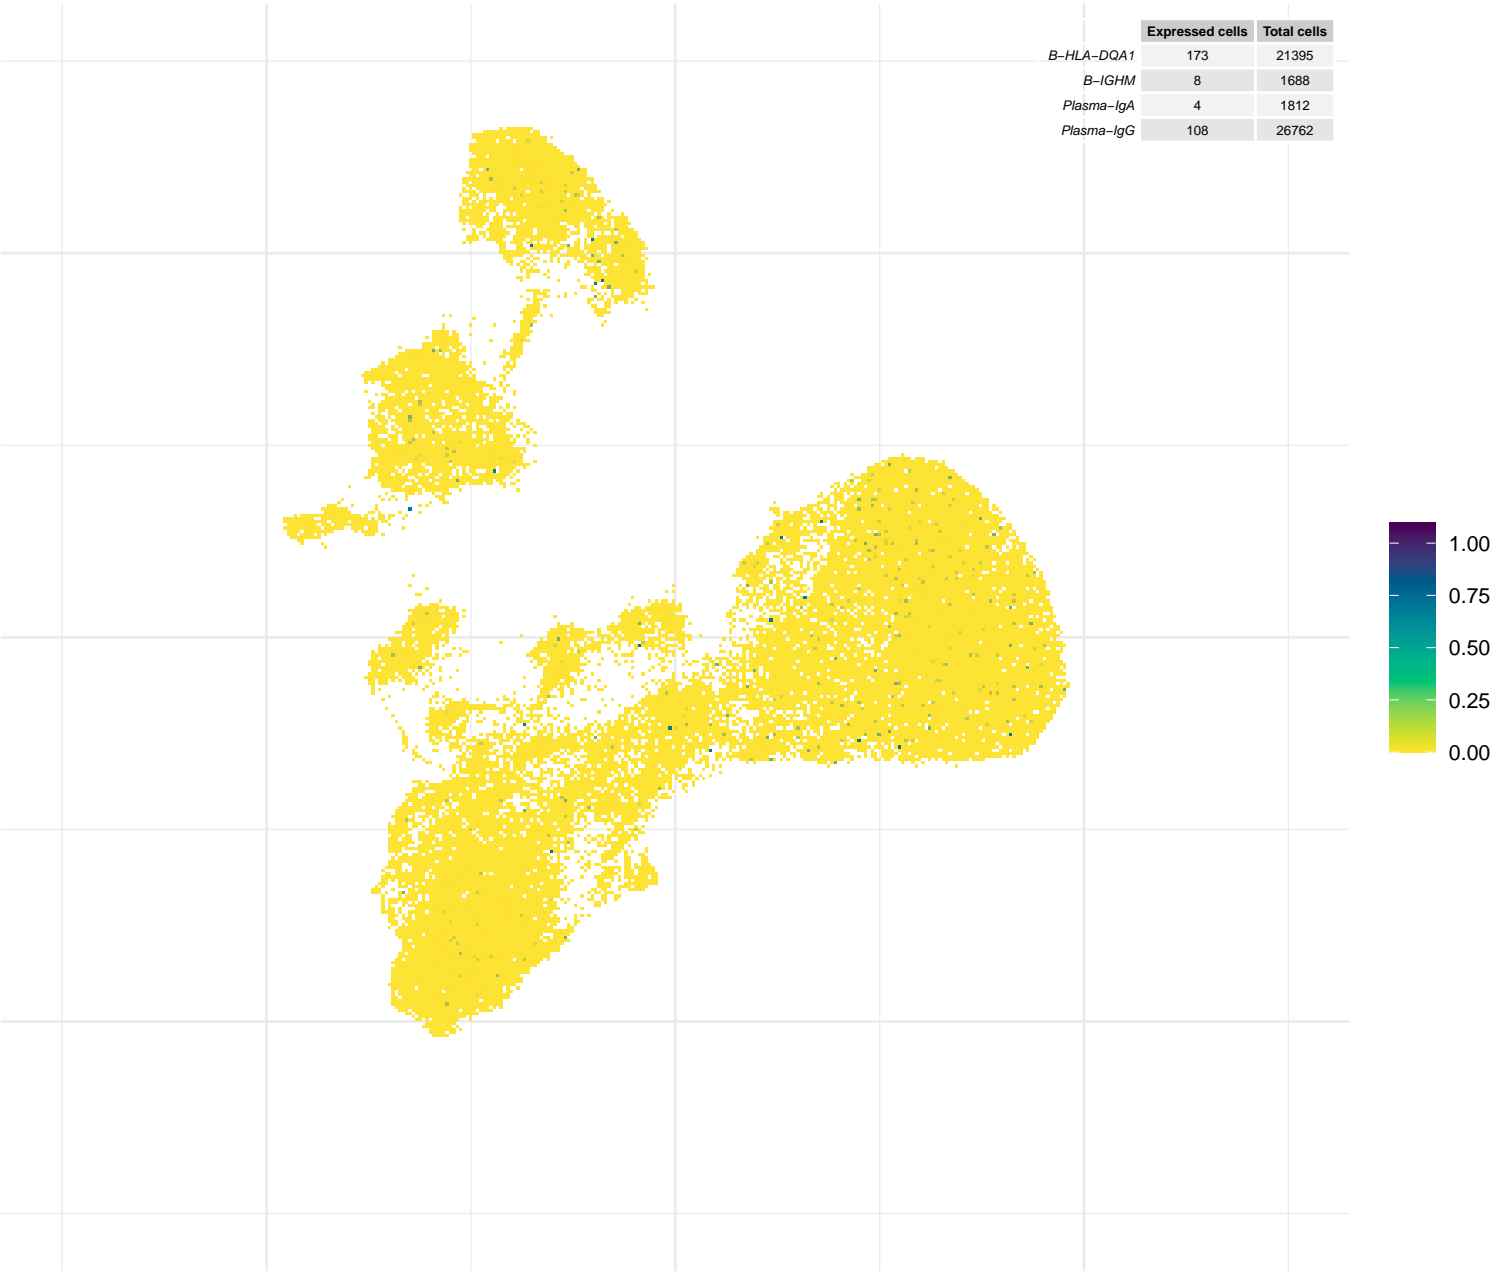 Expressed cells Total cells
B−HLA−DQA1 173 21395
B−IGHM 8 1688
Plasma−IgA 4 1812
Plasma−IgG 108 26762
1.00
0.75
0.50
0.25
0.00